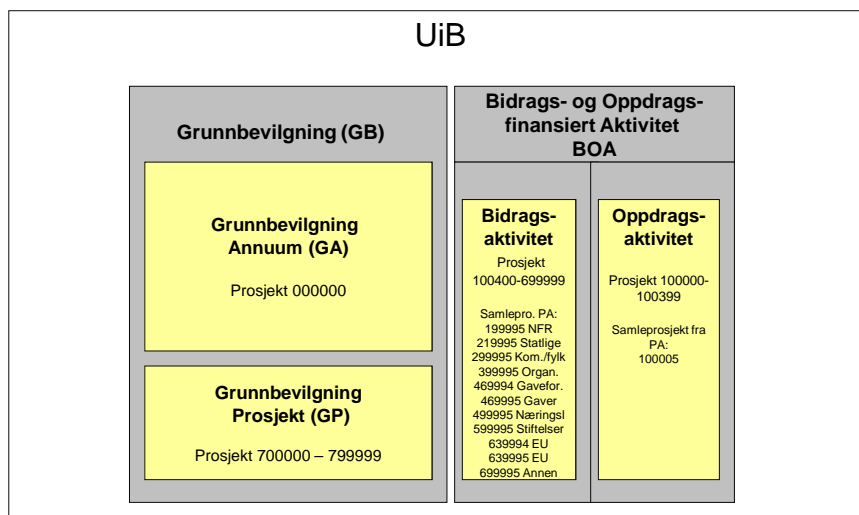 UiB
Grunnbevilgning (GB)
Grunnbevilgning
Annuum (GA)
Prosjekt 000000
Grunnbevilgning
Prosjekt (GP)
Prosjekt 700000 – 799999
Bidrags- og Oppdrags-
finansiert Aktivitet
BOA
Bidrags-
aktivitet
Prosjekt
100400-699999
Samlepro. PA:
199995 NFR
219995 Statlige
299995 Kom./fylk
399995 Organ.
469994 Gavefor.
469995 Gaver
499995 Næringsl
599995 Stiftelser
639994 EU
639995 EU
699995 Annen
Oppdrags-
aktivitet
Prosjekt 100000-
100399
Samleprosjekt fra
PA:
100005